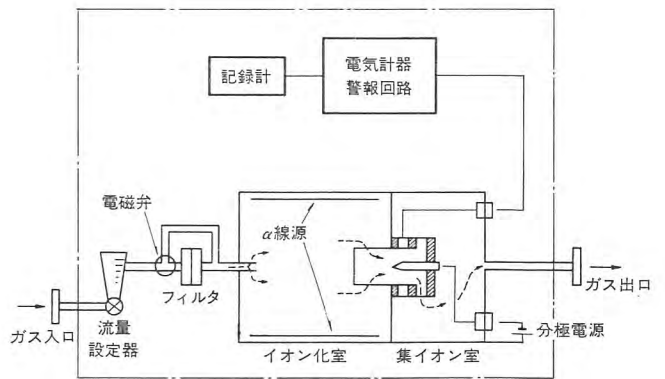 記録計
電気計器
警報回路
電磁弁
α線源
フィルタ
ガス入口
流量
設定器
イオン化室
集イオン室
分極電源
ガス出口